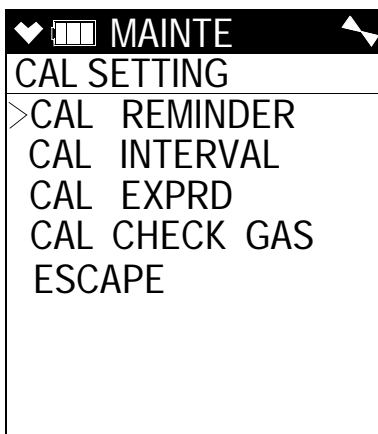 MAINTE
CAL SETTING
>CAL REMINDER
CAL INTERVAL
CAL EXPRD
CAL CHECK GAS
ESCAPE